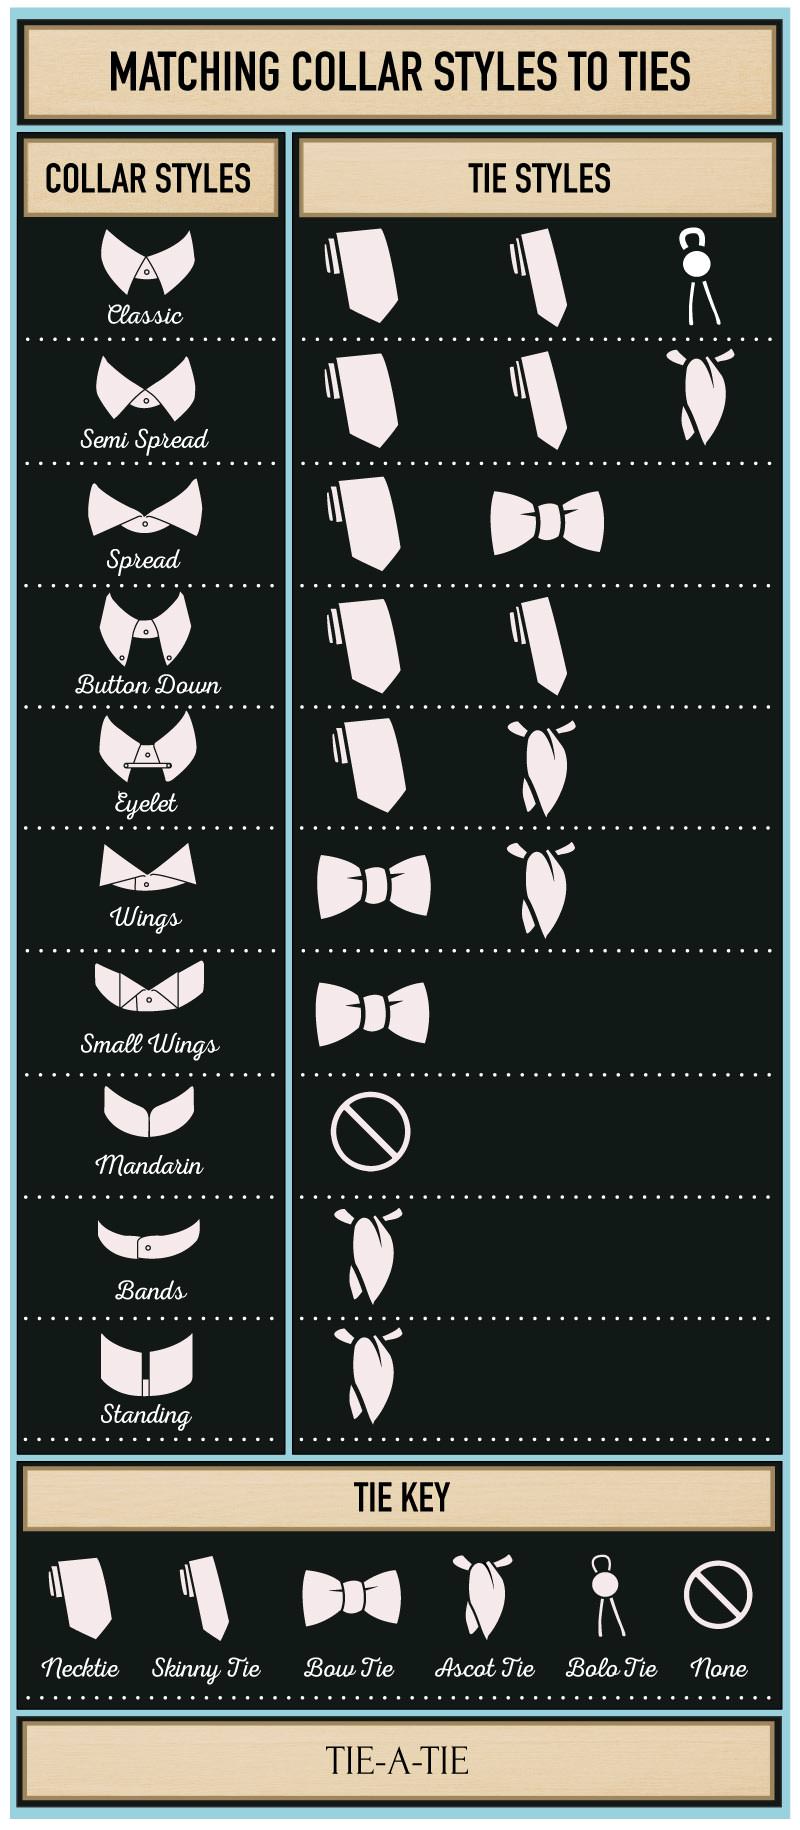 MATCHING COLLAR STYLES TO TIES
COLLAR STYLES
TIE STYLES
Classic
Semi Spread
Spread
Button Down
Eyelet
Wings
Small Wings
Mandarin
Bands
Standing
TIE KEY
Necktie
Skinny Tie
Bow Tie
Ascot Tie
Bolo Tie
None
TIE-A-TIE